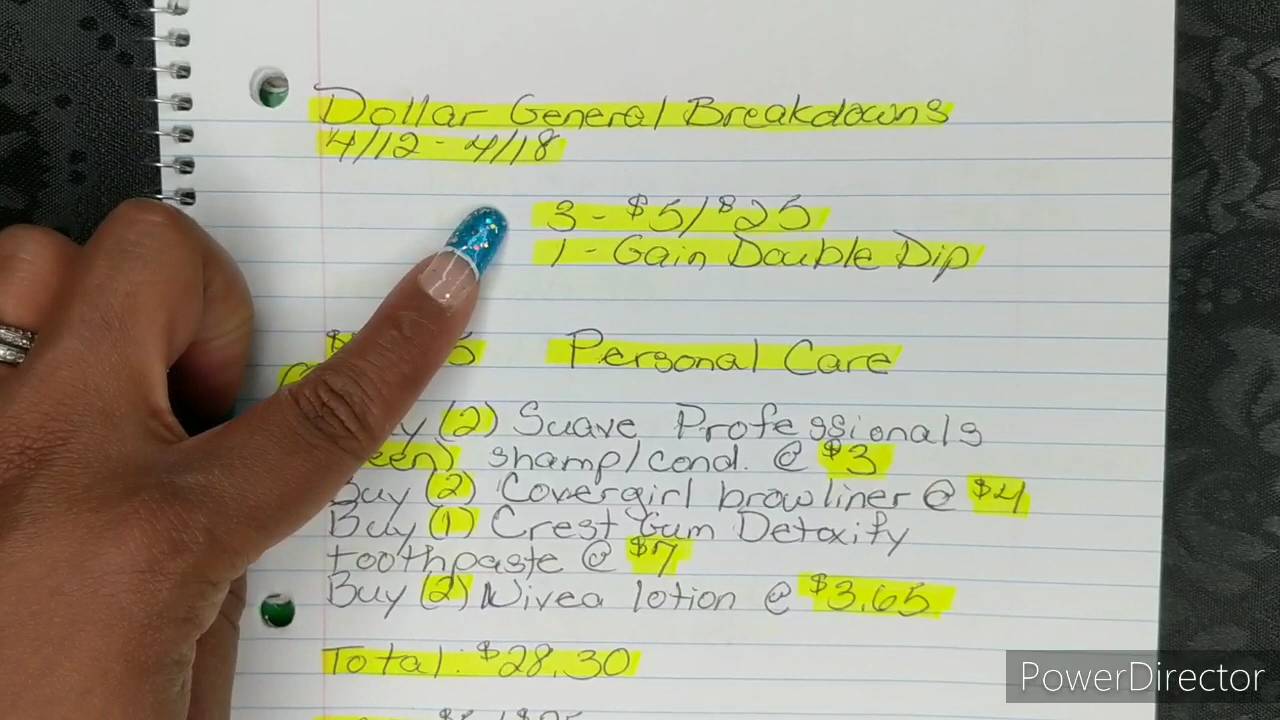 Dollar General Breakdowns
4/12 - 4/18
3 - $5/$25
1 - Gain Double Dip
Personal Care
(2) Suave Professionals
shamp/cond. @ $3
Buy (2) Covergirl brow liner @ $4
Buy (1) Crest Gum Detoxify
toothpaste @ $7
Buy (2) Nivea lotion @ $3.65
Total: $28.30
PowerDirector